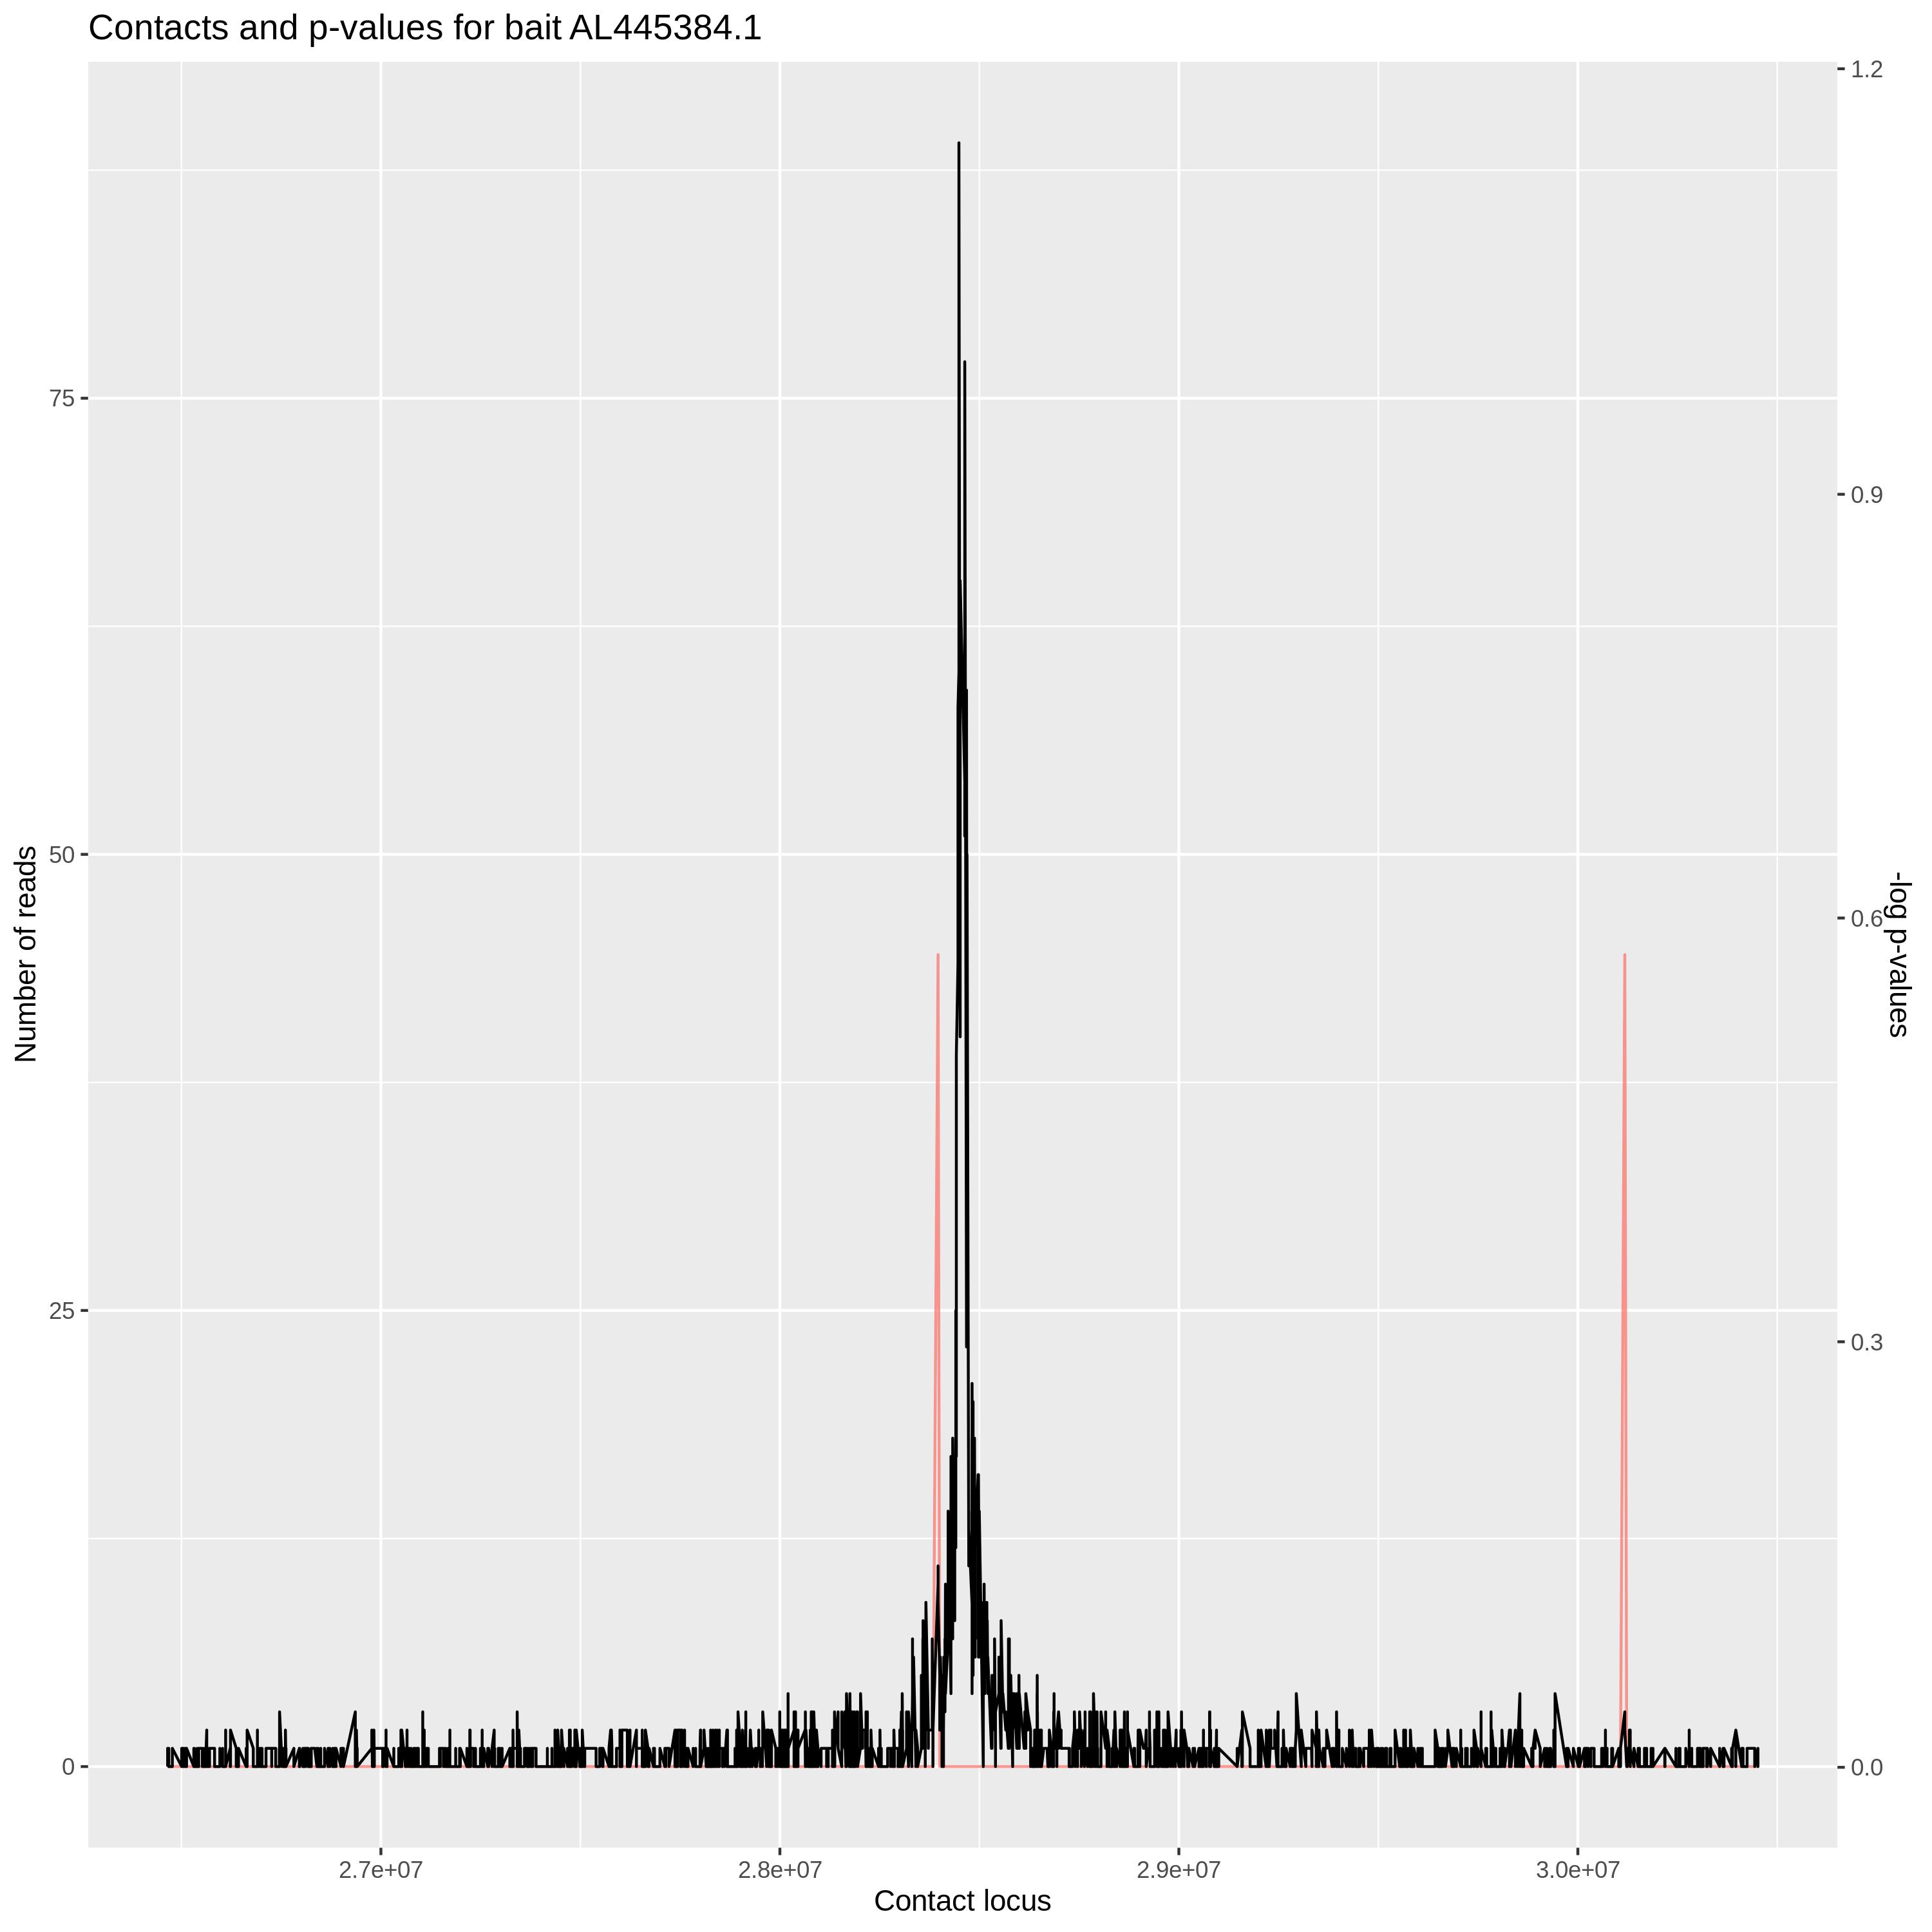 Contacts and p-values for bait AL445384.1
1.2
75
0.9
50
0.6
25
0.3
0
0.0
Number of reads
-log p-values
2.7e+07 2.8e+07 2.9e+07 3.0e+07
Contact locus